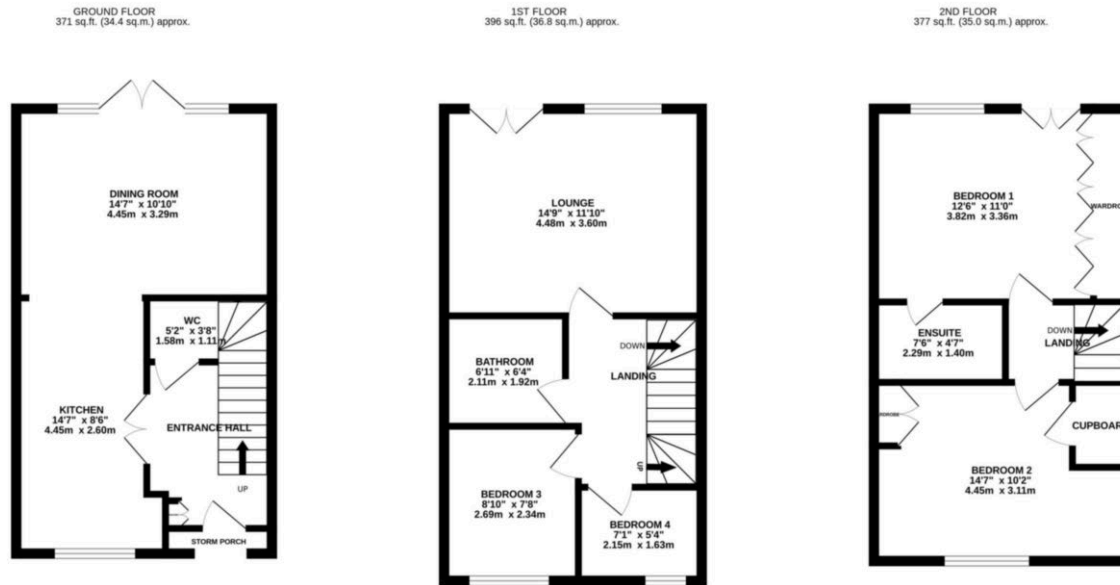 GROUND FLOOR
371 sq.ft. (34.4 sq.m.) approx.
DINING ROOM
14'7" x 10'10"
4.45m x 3.29m
WC
5'2" x 3'8"
1.58m x 1.11m
KITCHEN
14'7" x 8'6"
4.45m x 2.60m
ENTRANCE HALL
UP
STORM PORCH
1ST FLOOR
396 sq.ft. (36.8 sq.m.) approx.
LOUNGE
14'9" x 11'10"
4.48m x 3.60m
DOWN
BATHROOM
6'11" x 6'4"
2.11m x 1.92m
LANDING
UP
BEDROOM 3
8'10" x 7'8"
2.69m x 2.34m
BEDROOM 4
7'1" x 5'4"
2.15m x 1.63m
2ND FLOOR
377 sq.ft. (35.0 sq.m.) approx.
BEDROOM 1
12'6" x 11'0"
3.82m x 3.36m
WARDRO
ENSUITE
7'6" x 4'7"
2.29m x 1.40m
DOWN
LANDING
CUPBOAR
BEDROOM 2
14'7" x 10'2"
4.45m x 3.11m